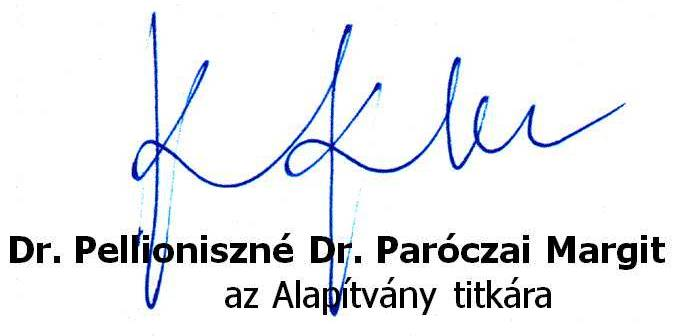 Dr. Pellioniszné Dr. Paróczai Margit
az Alapítvány titkára